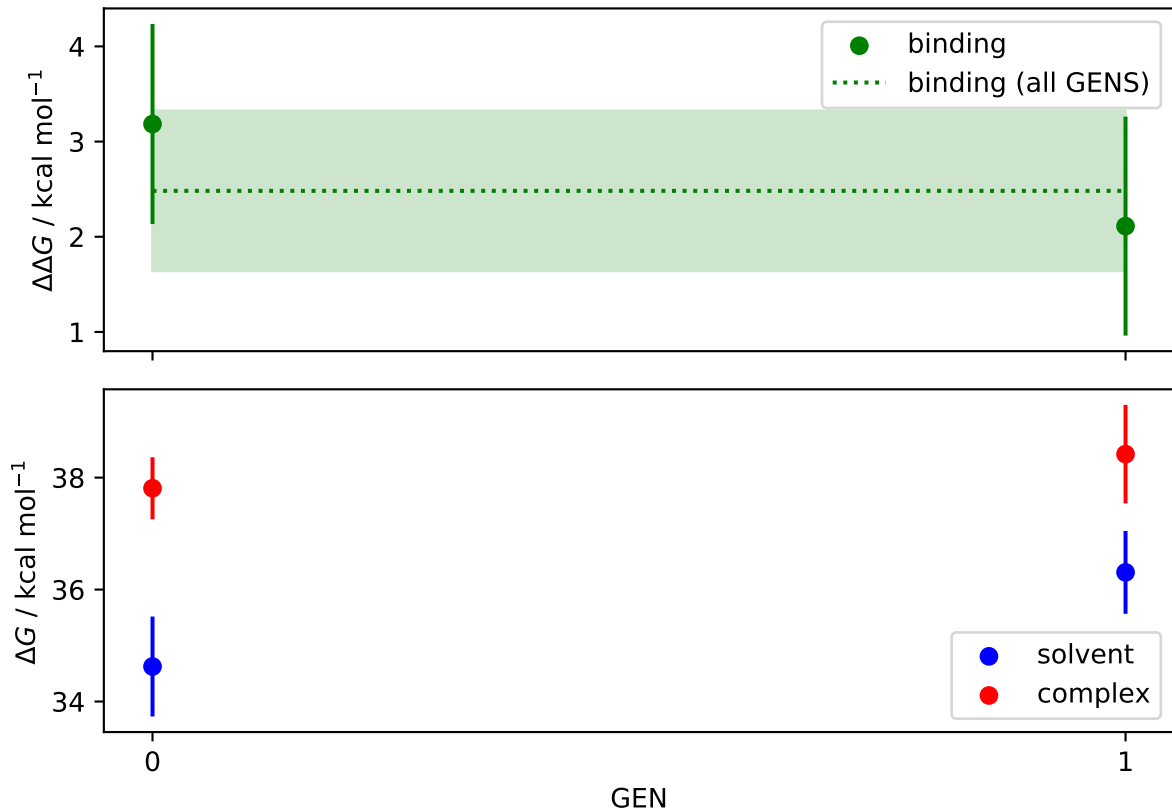 4
3
2
1
ΔΔG / kcal mol⁻¹
binding
binding (all GENS)
38
36
34
ΔG / kcal mol⁻¹
solvent
complex
0
1
GEN